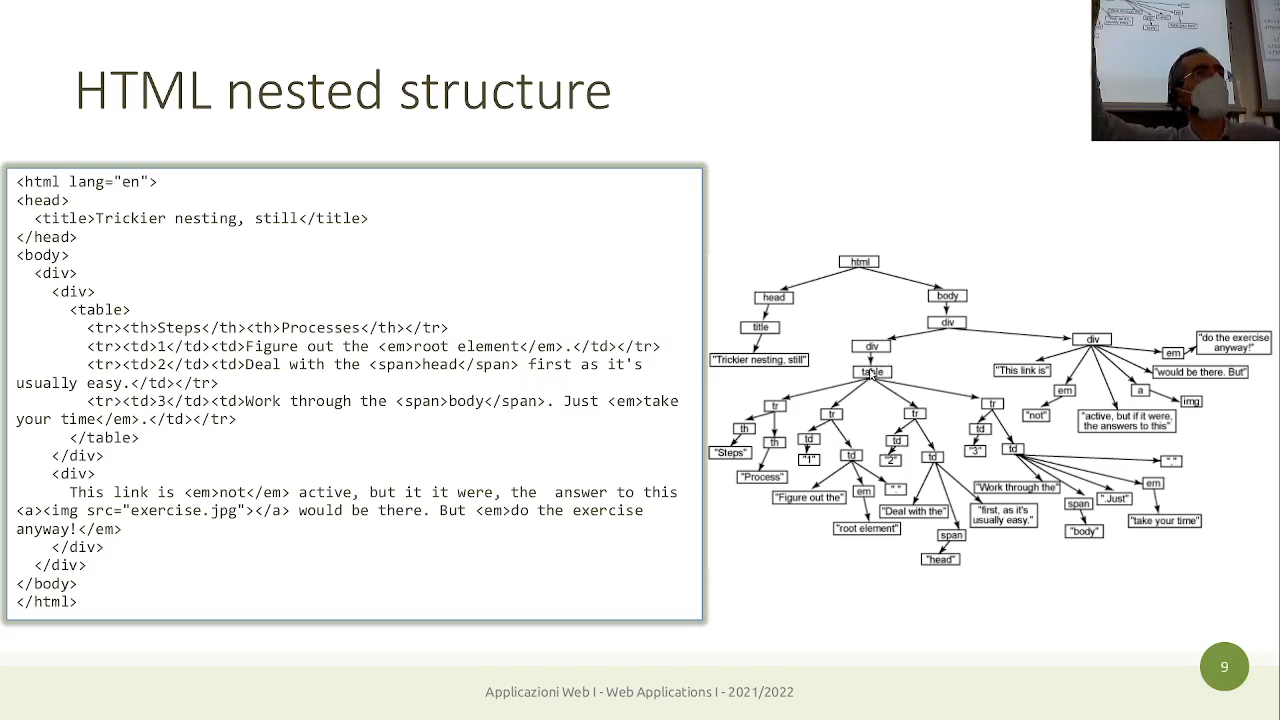 HTML nested structure
<html lang="en">
<head>
<title>Trickier nesting, still</title>
</head>
<body>
<div>
<div>
<table>
<tr><th>Steps</th<th>Processes</th></tr>
<tr><td>1</td><td>Figure out the <em>root element</em>.</td></tr>
<tr><td>2</td><td>Deal with the <span>head</span> first as it's
usually easy.</td></tr>
<tr><td>3</td><td>Work through the <span>body</span>. Just <em>take
your time</em>.</td></tr>
</table>
</div>
<div>
This link is <em>not</em> active, but it it were, the  answer to this
<a><img src="exercise.jpg"></a> would be there. But <em>do the exercise
anyway!</em>
</div>
</div>
</body>
</html>
html
head
body
title
div
"Trickier nesting, still"
div
table
div
em
"do the exercise
anyway!"
"This link is"
"would be there. But"
em
a
img
"not"
"active, but if it were,
the answers to this"
tr
tr
tr
tr
th
th
"Steps"
"Process"
td
"1"
td
"Figure out the"
em
"."
"root element"
td
"2"
td
"Deal with the"
span
"first, as it's
usually easy."
"head"
td
"3"
td
"Work through the"
span
".Just"
em
"."
"body"
"take your time"
9
Applicazioni Web I - Web Applications I - 2021/2022